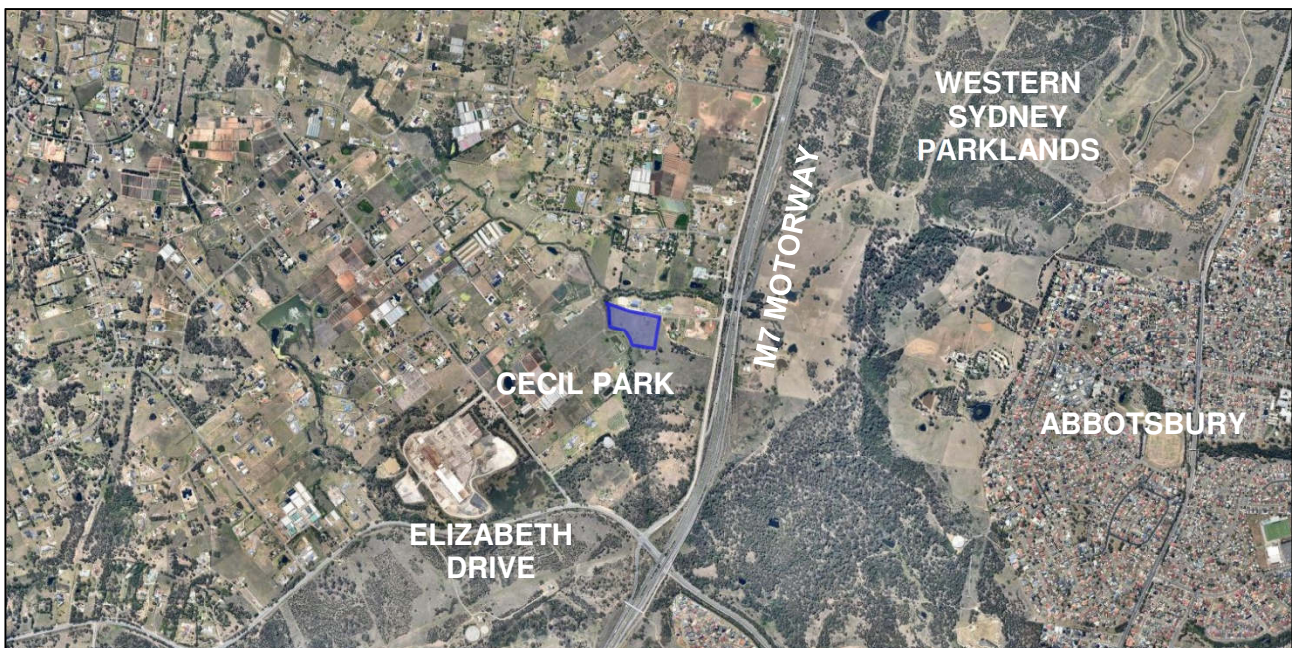 WESTERN
SYDNEY
PARKLANDS
M7 MOTORWAY
CECIL PARK
ABBOTSBURY
ELIZABETH
DRIVE